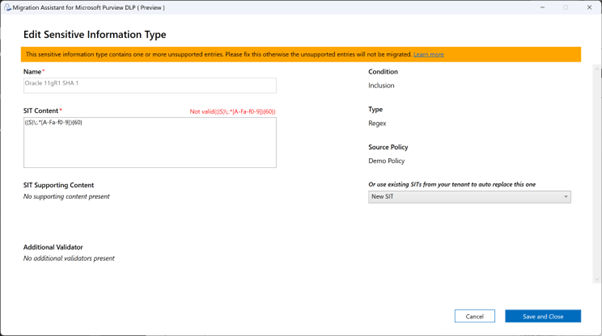 Migration Assistant for Microsoft Purview DLP ( Preview )
Edit Sensitive Information Type
This sensitive information type contains one or more unsupported entries. Please fix this otherwise the unsupported entries will not be migrated. Learn more
Name*
Oracle 11gR1 SHA 1
SIT Content*
Not valid(((S)\:.*[A-Fa-f0-9]){60})
((S)\:.*[A-Fa-f0-9]){60}
SIT Supporting Content
No supporting content present
Additional Validator
No additional validators present
Condition
Inclusion
Type
Regex
Source Policy
Demo Policy
Or use existing SITs from your tenant to auto replace this one
New SIT
Cancel
Save and Close